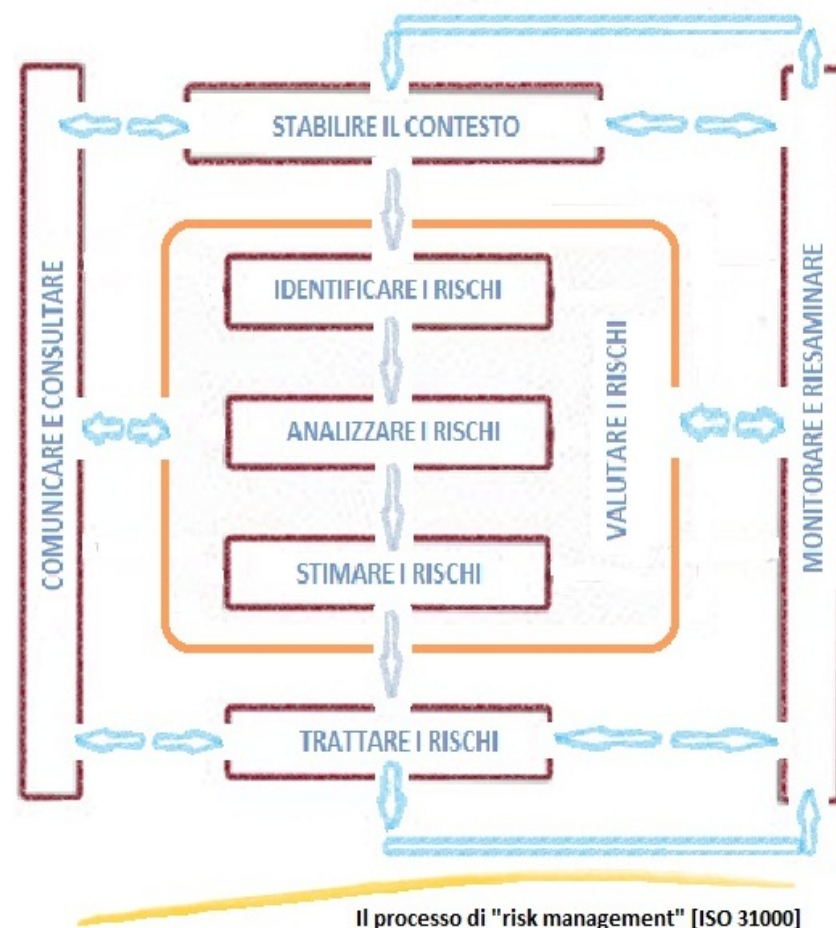 STABILIRE IL CONTESTO
COMUNICARE E CONSULTARE
IDENTIFICARE I RISCHI
ANALIZZARE I RISCHI
STIMARE I RISCHI
VALUTARE I RISCHI
MONITORARE E RIESAMINARE
TRATTARE I RISCHI
Il processo di "risk management" [ISO 31000]